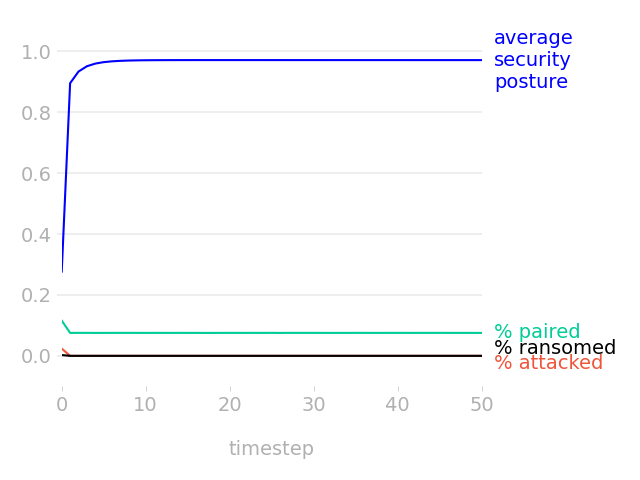 average
security
posture
1.0
0.8
0.6
0.4
0.2
0.0
% paired
% ransomed
% attacked
0 10 20 30 40 50
timestep